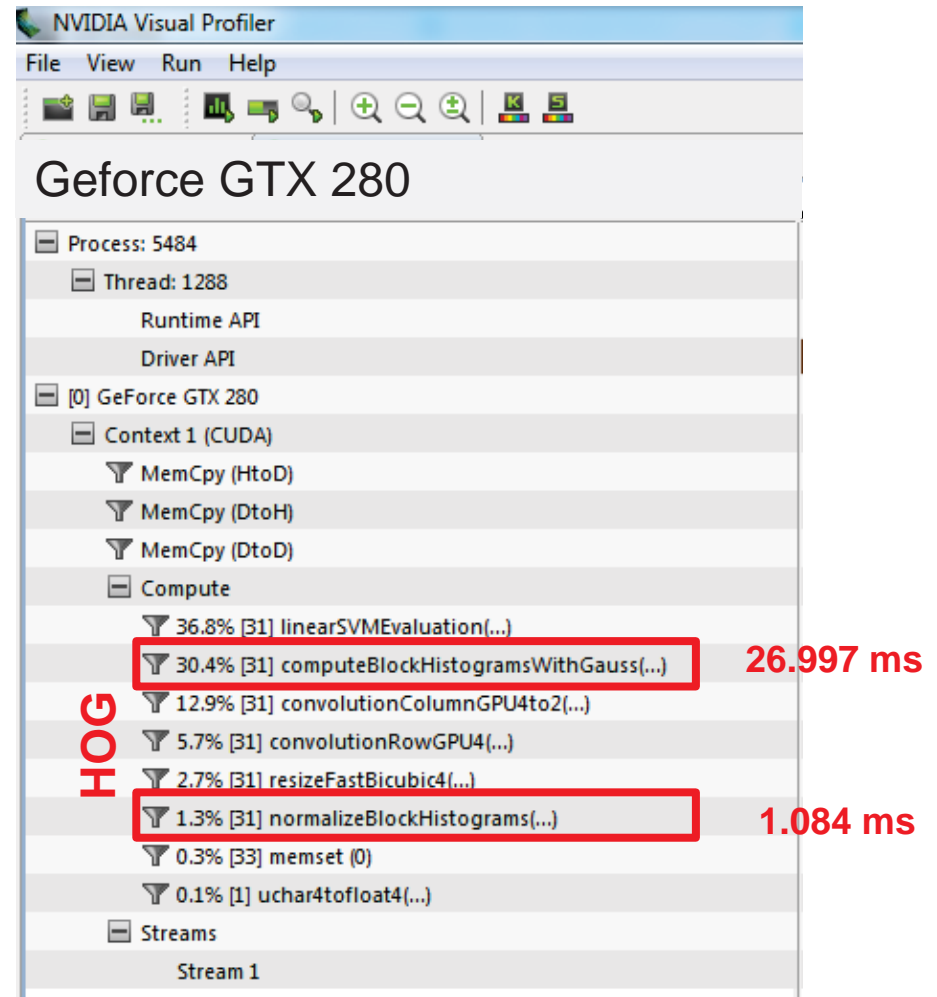 NVIDIA Visual Profiler
File View Run Help
K S
Geforce GTX 280
Process: 5484
Thread: 1288
Runtime API
Driver API
[0] GeForce GTX 280
Context 1 (CUDA)
MemCpy (HtoD)
MemCpy (DtoH)
MemCpy (DtoD)
Compute
36.8% [31] linearSVMEvaluation(...)
30.4% [31] computeBlockHistogramsWithGauss(...) 26.997 ms
12.9% [31] convolutionColumnGPU4to2(...)
HOG
5.7% [31] convolutionRowGPU4(...)
2.7% [31] resizeFastBicubic4(...)
1.3% [31] normalizeBlockHistograms(...) 1.084 ms
0.3% [33] memset (0)
0.1% [1] uchar4tofloat4(...)
Streams
Stream 1